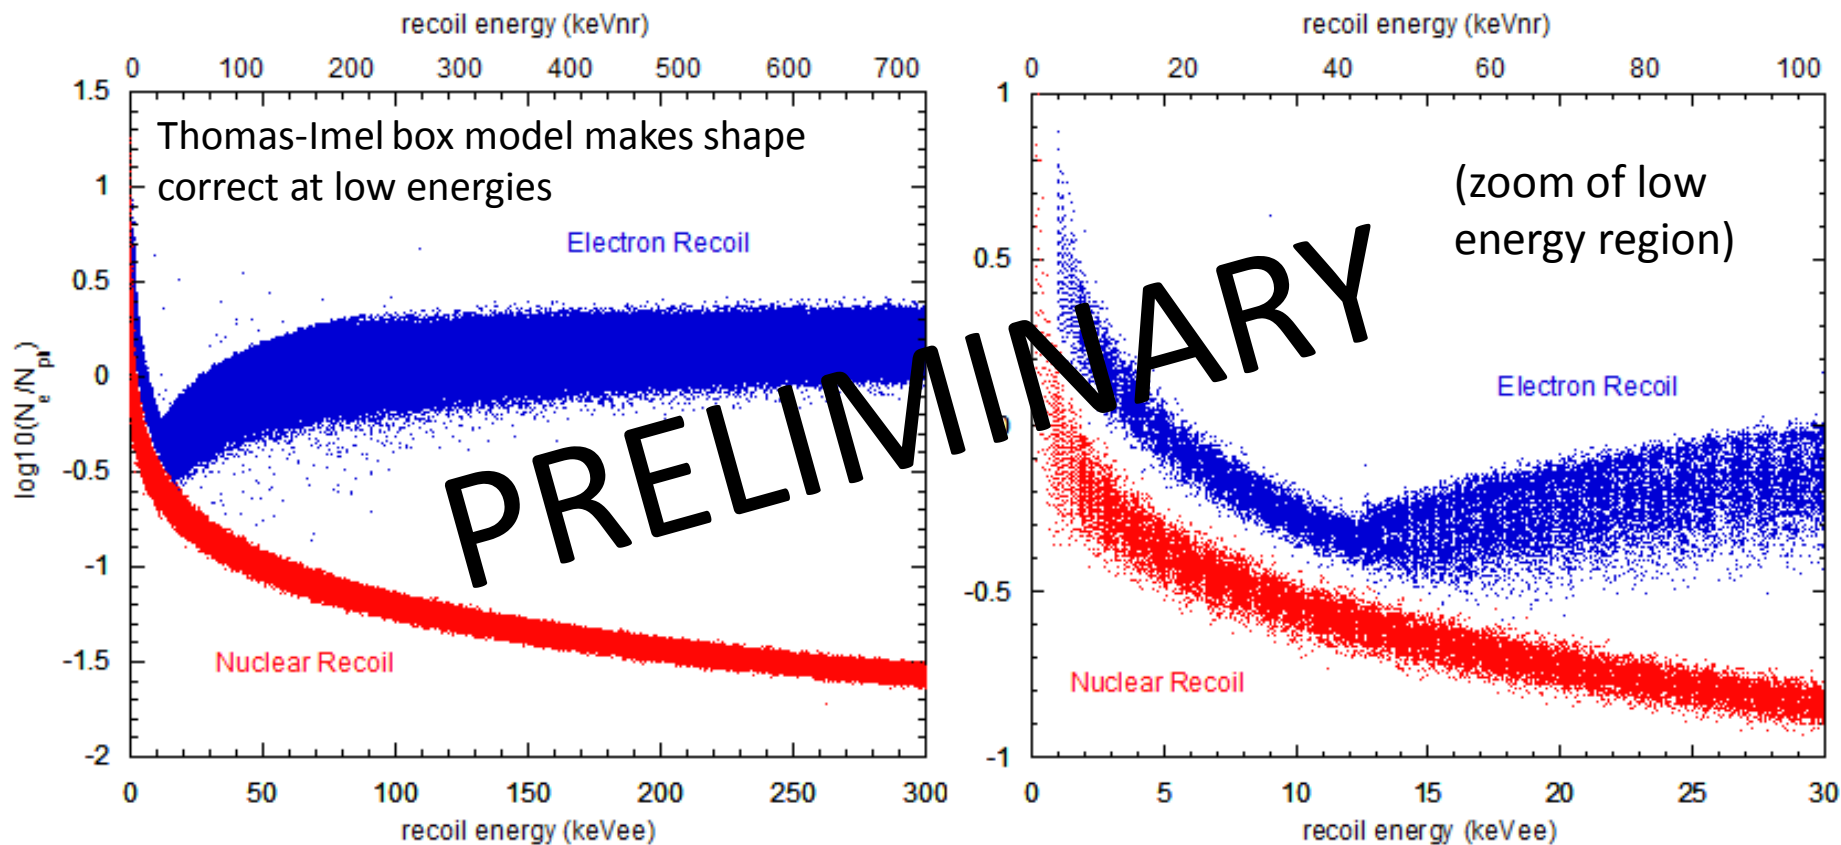 recoil energy (keVnr)
0 100 200 300 400 500 600 700
1.5
1
0.5
0
-0.5
-1
-1.5
-2
log10(N_e/N_ph)
Thomas-Imel box model makes shape
correct at low energies
Electron Recoil
Nuclear Recoil
0 50 100 150 200 250 300
recoil energy (keVee)
PRELIMINARY
recoil energy (keVnr)
0 20 40 60 80 100
1
0.5
0
-0.5
-1
(zoom of low
energy region)
Electron Recoil
Nuclear Recoil
0 5 10 15 20 25 30
recoil energy (keVee)